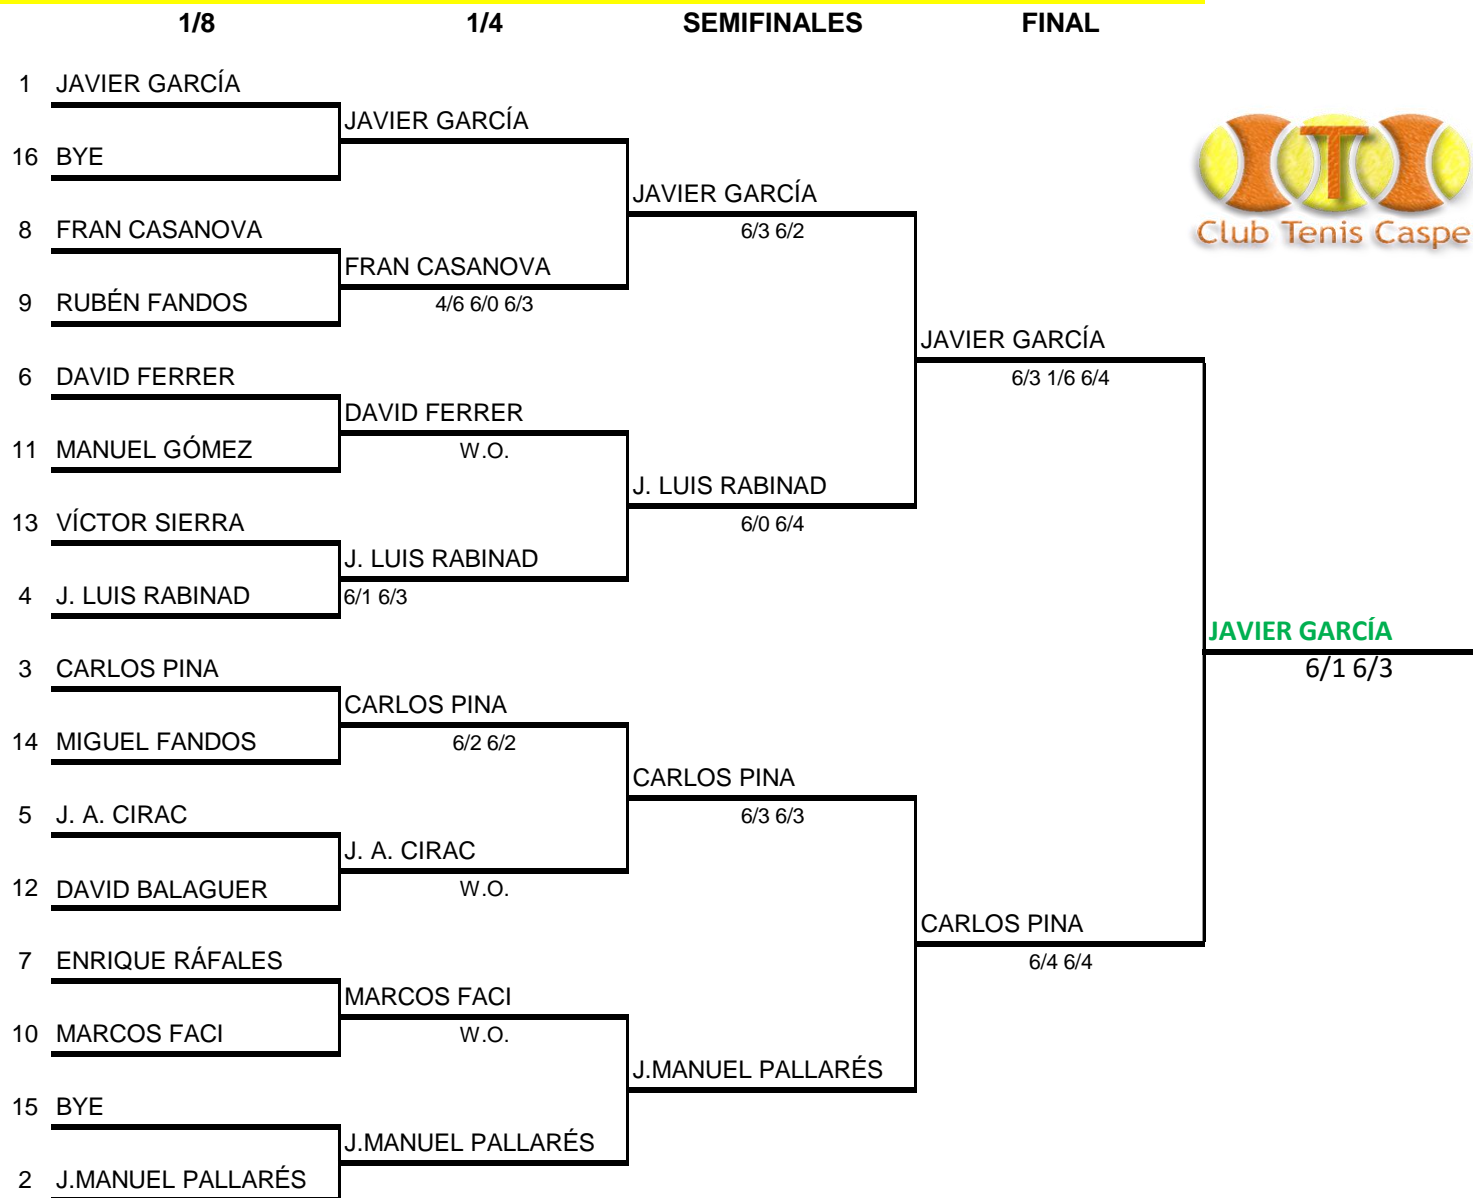 1/8 1/4 SEMIFINALES FINAL
1 JAVIER GARCÍA
JAVIER GARCÍA
16 BYE
JAVIER GARCÍA
6/3 6/2
8 FRAN CASANOVA
FRAN CASANOVA
4/6 6/0 6/3
9 RUBÉN FANDOS
JAVIER GARCÍA
6/3 1/6 6/4
6 DAVID FERRER
DAVID FERRER
W.O.
11 MANUEL GÓMEZ
J. LUIS RABINAD
6/0 6/4
13 VÍCTOR SIERRA
J. LUIS RABINAD
6/1 6/3
4 J. LUIS RABINAD
JAVIER GARCÍA
6/1 6/3
3 CARLOS PINA
CARLOS PINA
6/2 6/2
14 MIGUEL FANDOS
CARLOS PINA
6/3 6/3
5 J. A. CIRAC
J. A. CIRAC
W.O.
12 DAVID BALAGUER
CARLOS PINA
6/4 6/4
7 ENRIQUE RÁFALES
MARCOS FACI
W.O.
10 MARCOS FACI
J.MANUEL PALLARÉS
15 BYE
J.MANUEL PALLARÉS
2 J.MANUEL PALLARÉS
T
Club Tenis Caspe